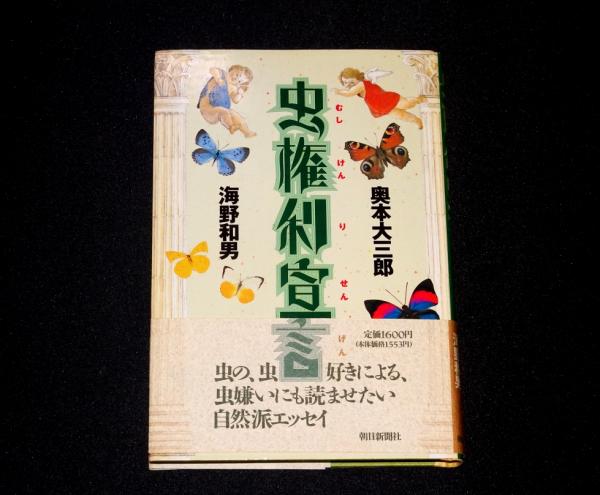 虫権利宣言
むし けん り せん げん
奥本大三郎
海野和男
定価1600円
(本体価格1553円)
虫の、虫好きによる、
虫嫌いにも読ませたい
自然派エッセイ
朝日新聞社